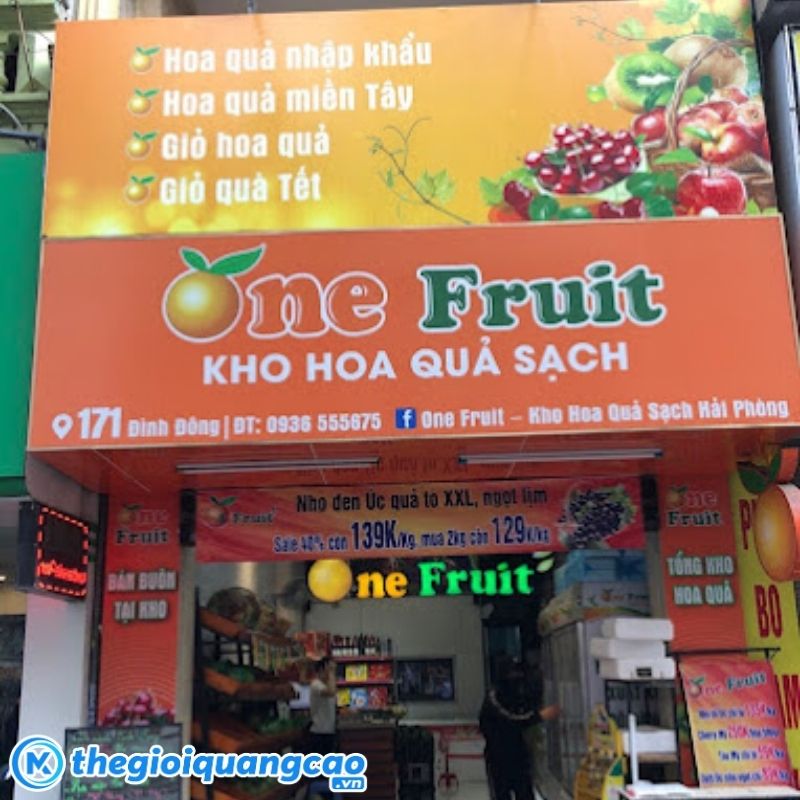 Hoa quả nhập khẩu
Hoa quả miền Tây
Giỏ hoa quả
Giỏ quà Tết
One Fruit
KHO HOA QUẢ SẠCH
171 Đình Đông | ĐT: 0936 555675 f One Fruit – Kho Hoa Quả Sạch Hải Phòng
One Fruit
BÁN BUÔN
TẠI KHO
Fruit
Nho đen Úc quả to XXL, ngọt lịm
Sale 40% còn 139K/kg, mua 2kg còn 129K/kg
One Fruit
One Fruit
TỔNG KHO
HOA QUẢ
BO
One Fruit
thegioiquangcao.vn